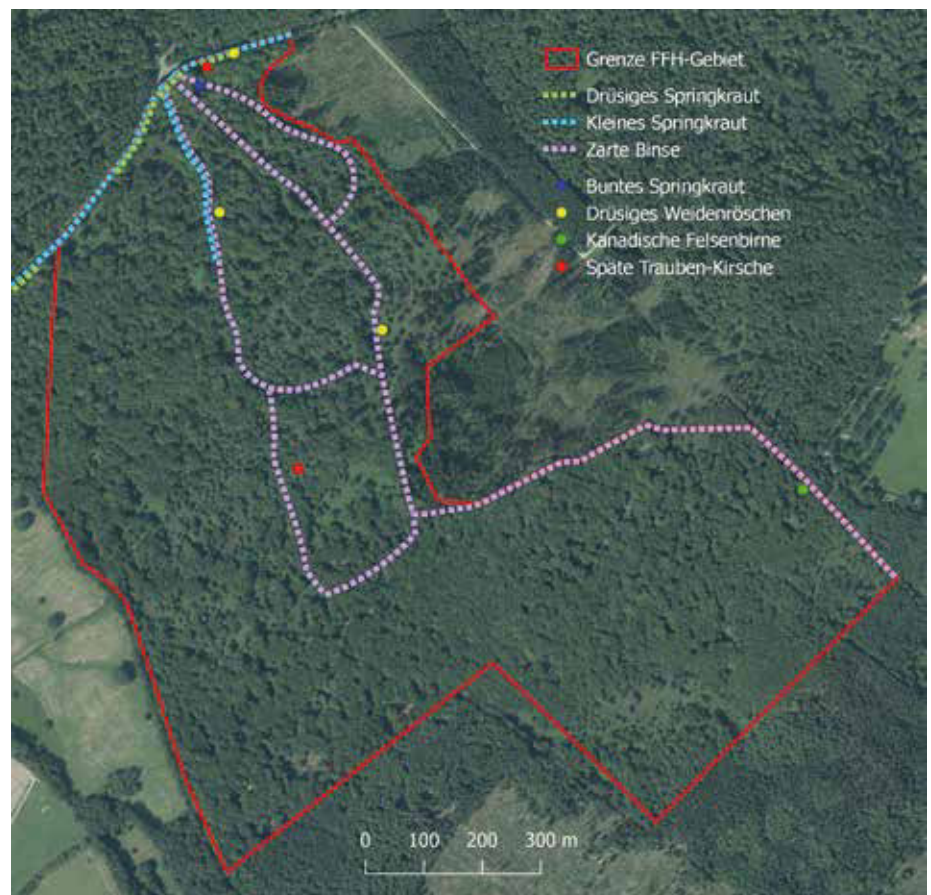 Grenze FFH-Gebiet
Drüsiges Springkraut
Kleines Springkraut
Zarte Binse
Buntes Springkraut
Drüsiges Weidenröschen
Kanadische Felsenbirne
Späte Trauben-Kirsche
0 100 200 300 m